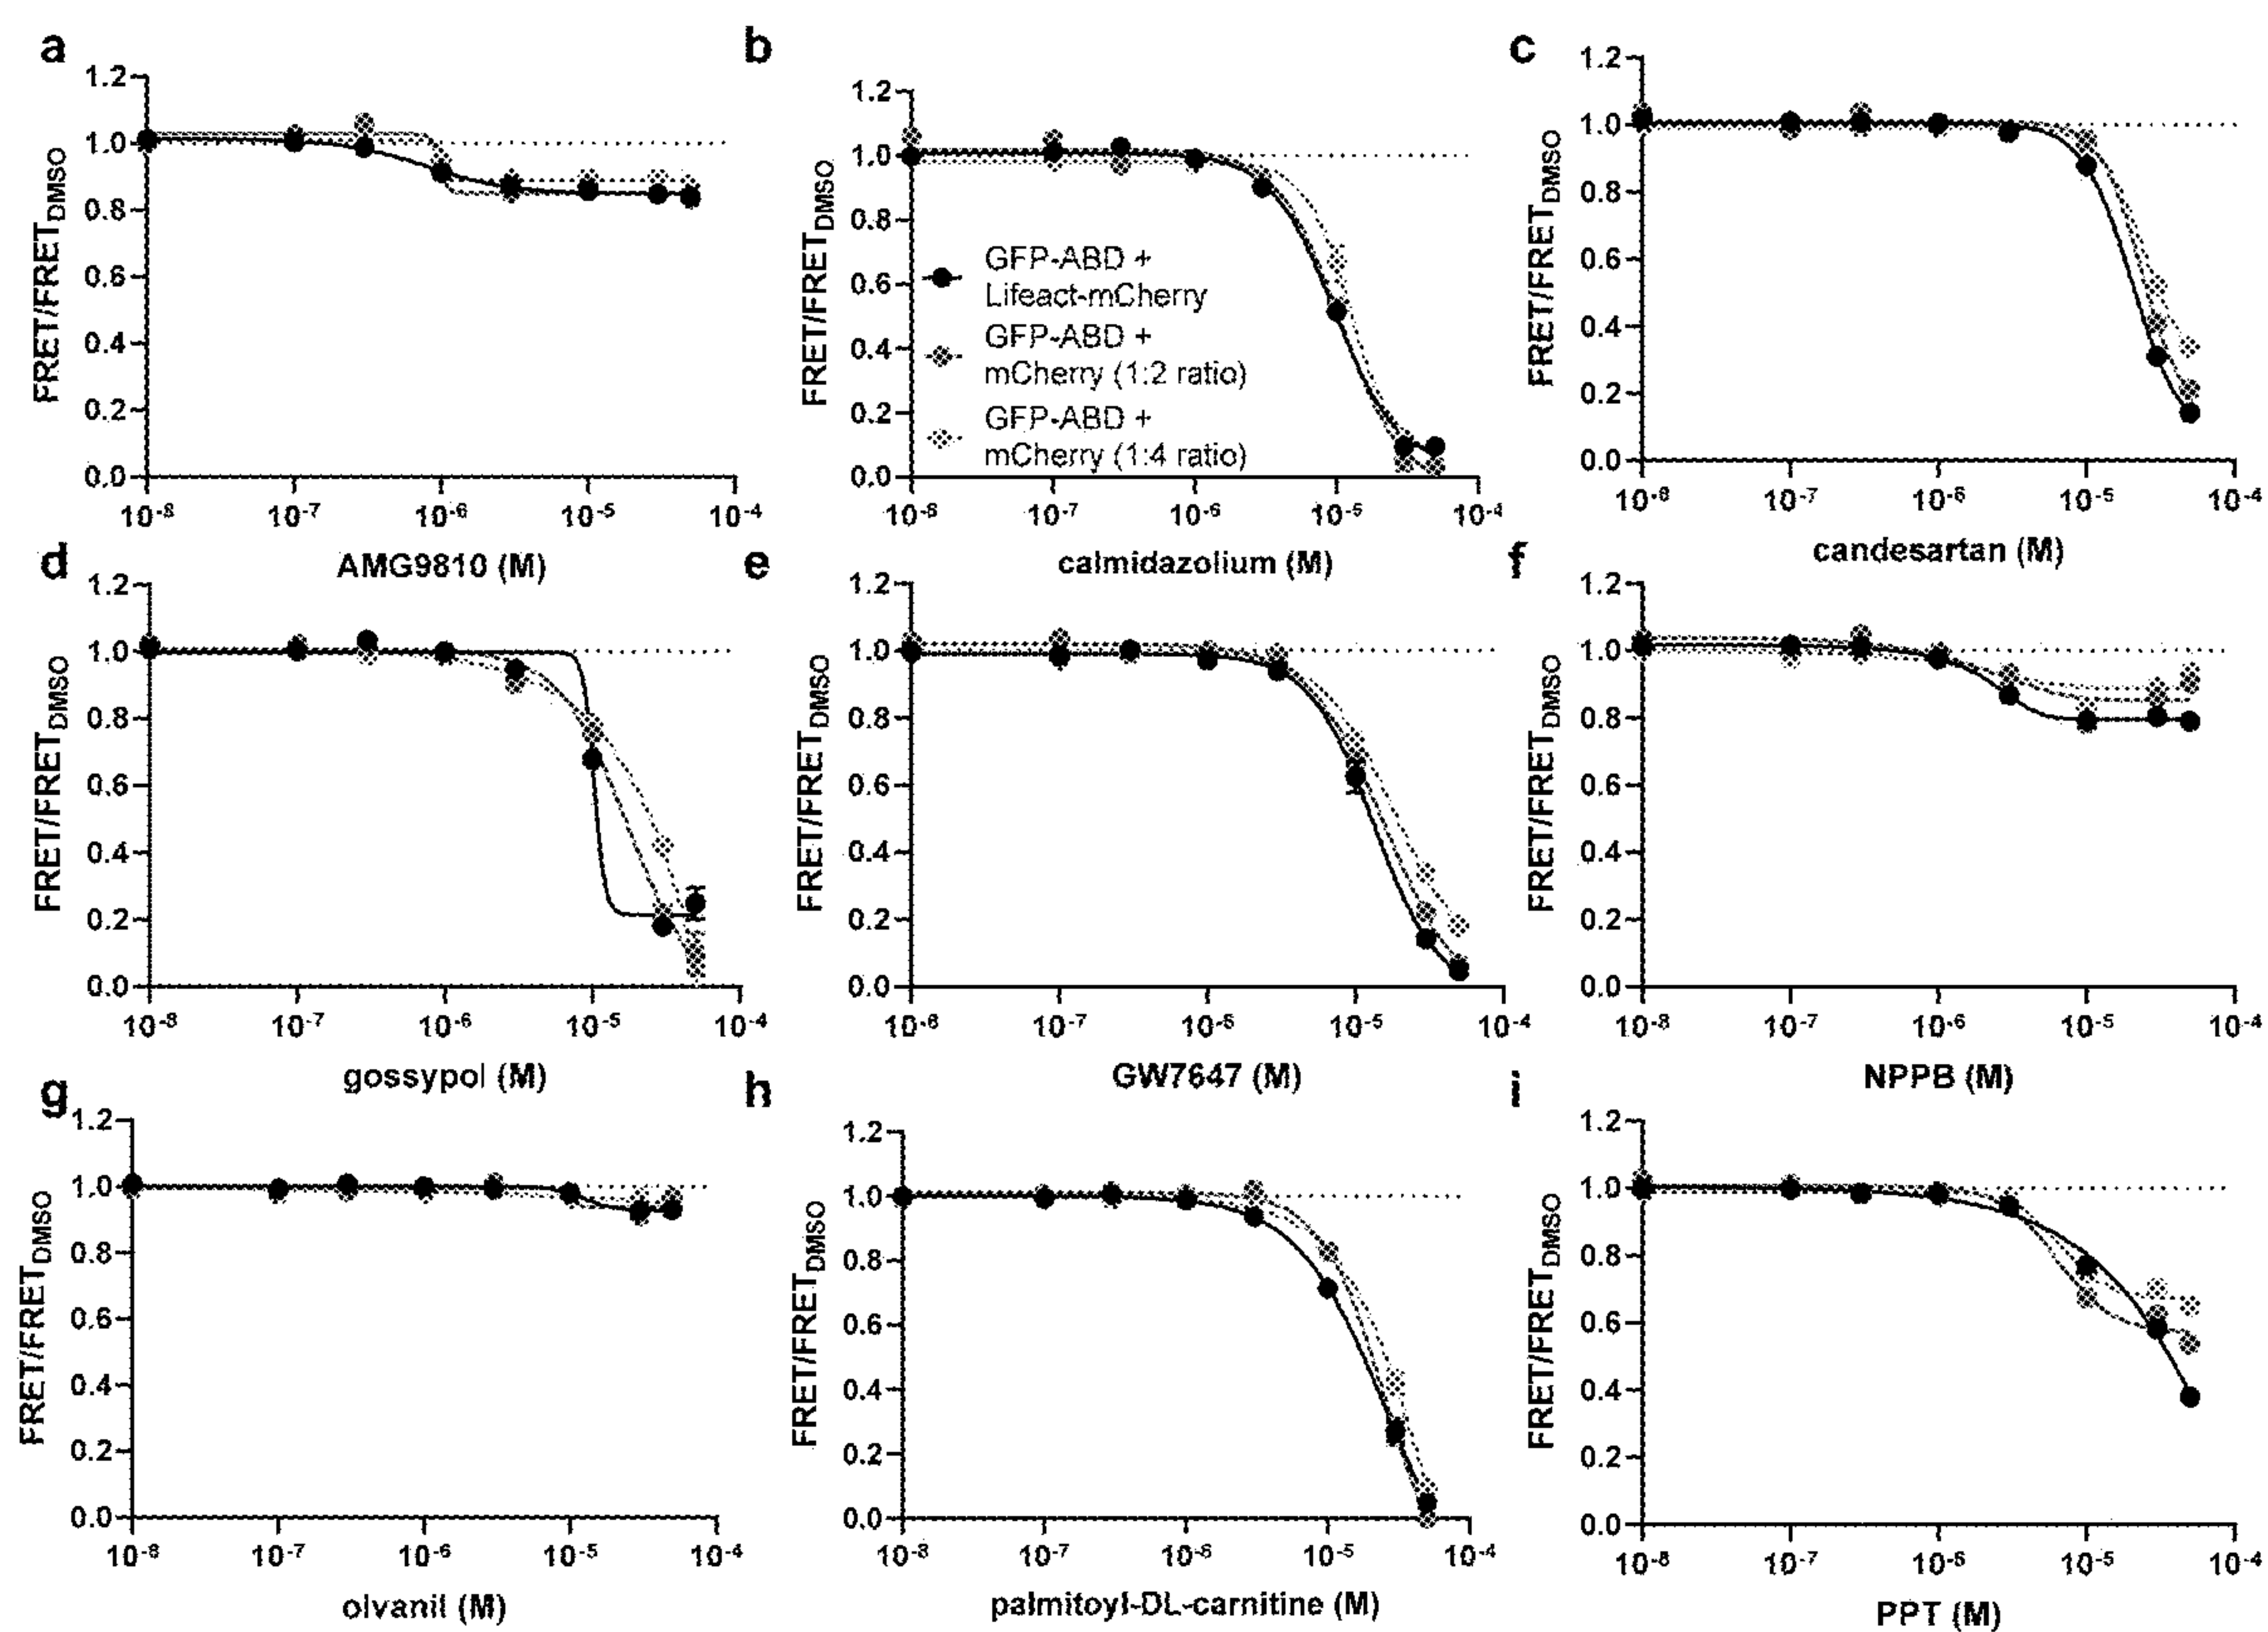 a
1.2
1.0
0.8
0.6
0.4
0.2
0.0
FRET/FRET_DMSO
10⁻⁸ 10⁻⁷ 10⁻⁶ 10⁻⁵ 10⁻⁴
AMG9810 (M)
b
1.2
1.0
0.8
0.6
0.4
0.2
0.0
FRET/FRET_DMSO
GFP-ABD +
Lifeact-mCherry
GFP-ABD +
mCherry (1:2 ratio)
GFP-ABD +
mCherry (1:4 ratio)
10⁻⁸ 10⁻⁷ 10⁻⁶ 10⁻⁵ 10⁻⁴
calmidazolium (M)
c
1.2
1.0
0.8
0.6
0.4
0.2
0.0
FRET/FRET_DMSO
10⁻⁸ 10⁻⁷ 10⁻⁶ 10⁻⁵ 10⁻⁴
candesartan (M)
d
1.2
1.0
0.8
0.6
0.4
0.2
0.0
FRET/FRET_DMSO
10⁻⁸ 10⁻⁷ 10⁻⁶ 10⁻⁵ 10⁻⁴
gossypol (M)
e
1.2
1.0
0.8
0.6
0.4
0.2
0.0
FRET/FRET_DMSO
10⁻⁸ 10⁻⁷ 10⁻⁶ 10⁻⁵ 10⁻⁴
GW7647 (M)
f
1.2
1.0
0.8
0.6
0.4
0.2
0.0
FRET/FRET_DMSO
10⁻⁸ 10⁻⁷ 10⁻⁶ 10⁻⁵ 10⁻⁴
NPPB (M)
g
1.2
1.0
0.8
0.6
0.4
0.2
0.0
FRET/FRET_DMSO
10⁻⁸ 10⁻⁷ 10⁻⁶ 10⁻⁵ 10⁻⁴
olvanil (M)
h
1.2
1.0
0.8
0.6
0.4
0.2
0.0
FRET/FRET_DMSO
10⁻⁸ 10⁻⁷ 10⁻⁶ 10⁻⁵ 10⁻⁴
palmitoyl-DL-carnitine (M)
i
1.2
1.0
0.8
0.6
0.4
0.2
0.0
FRET/FRET_DMSO
10⁻⁸ 10⁻⁷ 10⁻⁶ 10⁻⁵ 10⁻⁴
PPT (M)